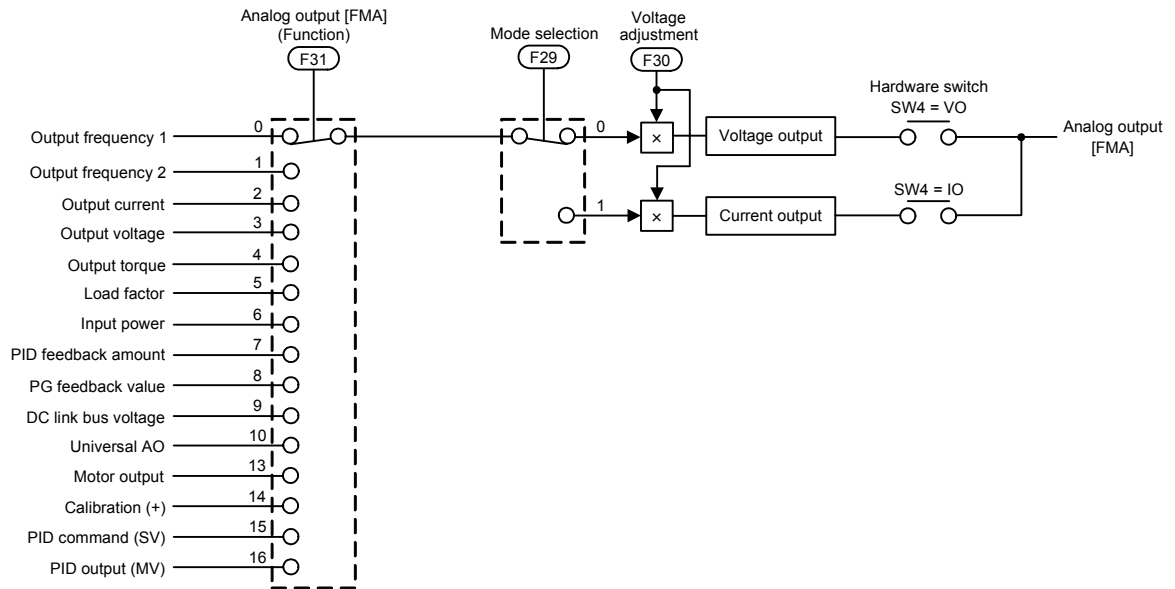 Analog output [FMA]
(Function)
F31
Mode selection
F29
Voltage
adjustment
F30
Hardware switch
SW4 = VO
Output frequency 1
0
0
×
Voltage output
Analog output
[FMA]
Output frequency 2
1
Output current
2
1
×
Current output
SW4 = IO
Output voltage
3
Output torque
4
Load factor
5
Input power
6
PID feedback amount
7
PG feedback value
8
DC link bus voltage
9
Universal AO
10
Motor output
13
Calibration (+)
14
PID command (SV)
15
PID output (MV)
16